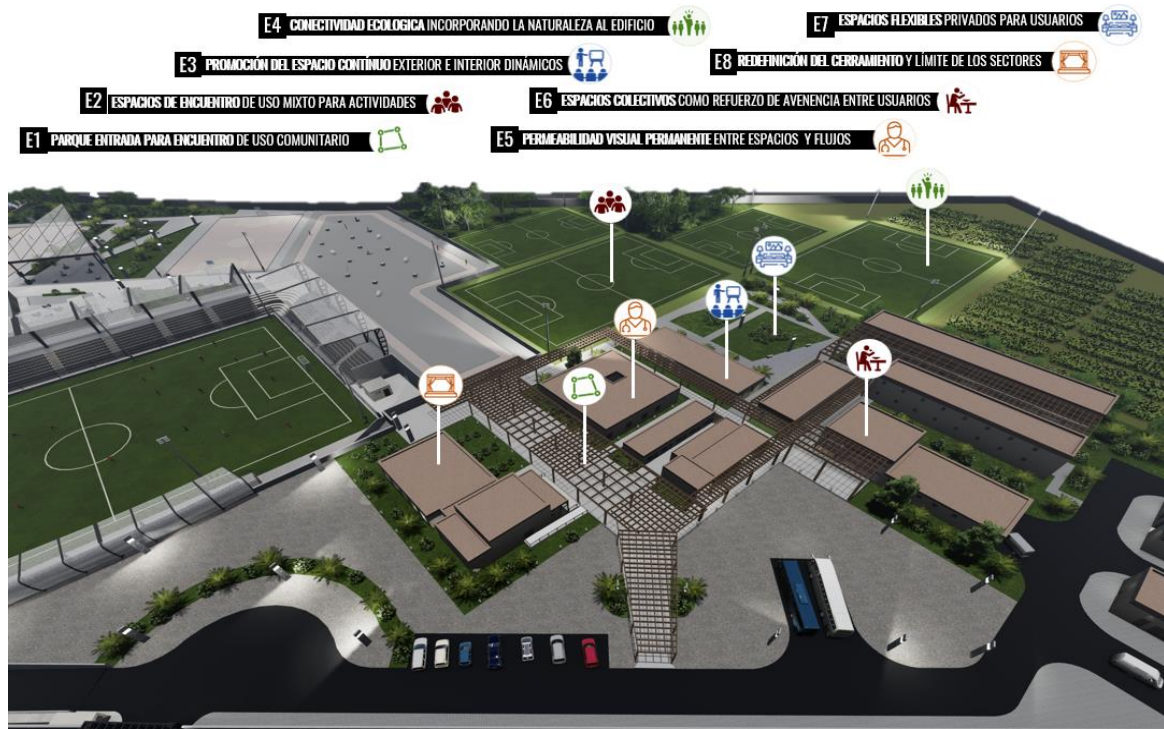 E4 CONECTIVIDAD ECOLOGICA INCORPORANDO LA NATURALEZA AL EDIFICIO
E3 PROMOCIÓN DEL ESPACIO CONTÍNUO EXTERIOR E INTERIOR DINÁMICOS
E2 ESPACIOS DE ENCUENTRO DE USO MIXTO PARA ACTIVIDADES
E1 PARQUE ENTRADA PARA ENCUENTRO DE USO COMUNITARIO
E7 ESPACIOS FLEXIBLES PRIVADOS PARA USUARIOS
E8 REDEFINICIÓN DEL CERRAMIENTO Y LÍMITE DE LOS SECTORES
E6 ESPACIOS COLECTIVOS COMO REFUERZO DE AVENENCIA ENTRE USUARIOS
E5 PERMEABILIDAD VISUAL PERMANENTE ENTRE ESPACIOS Y FLUJOS